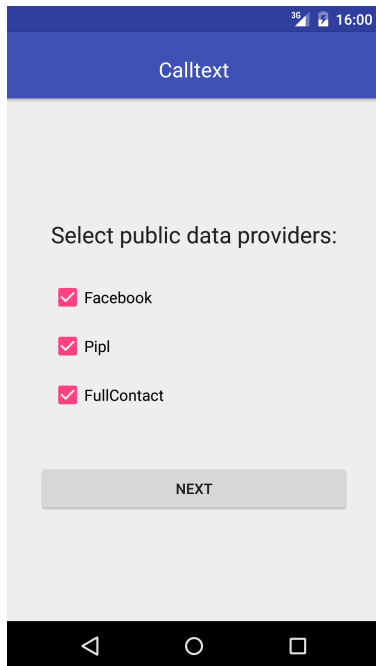 3G 16:00
Calltext
Select public data providers:
Facebook
Pipl
FullContact
NEXT